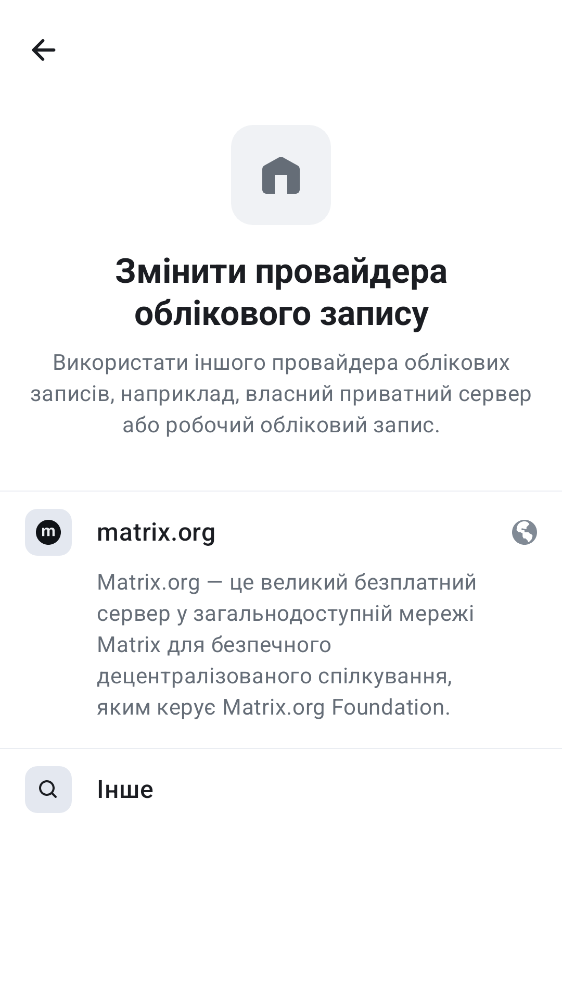 Змінити провайдера
облікового запису
Використати іншого провайдера облікових
записів, наприклад, власний приватний сервер
або робочий обліковий запис.
m
matrix.org
Matrix.org — це великий безплатний
сервер у загальнодоступній мережі
Matrix для безпечного
децентралізованого спілкування,
яким керує Matrix.org Foundation.
Інше